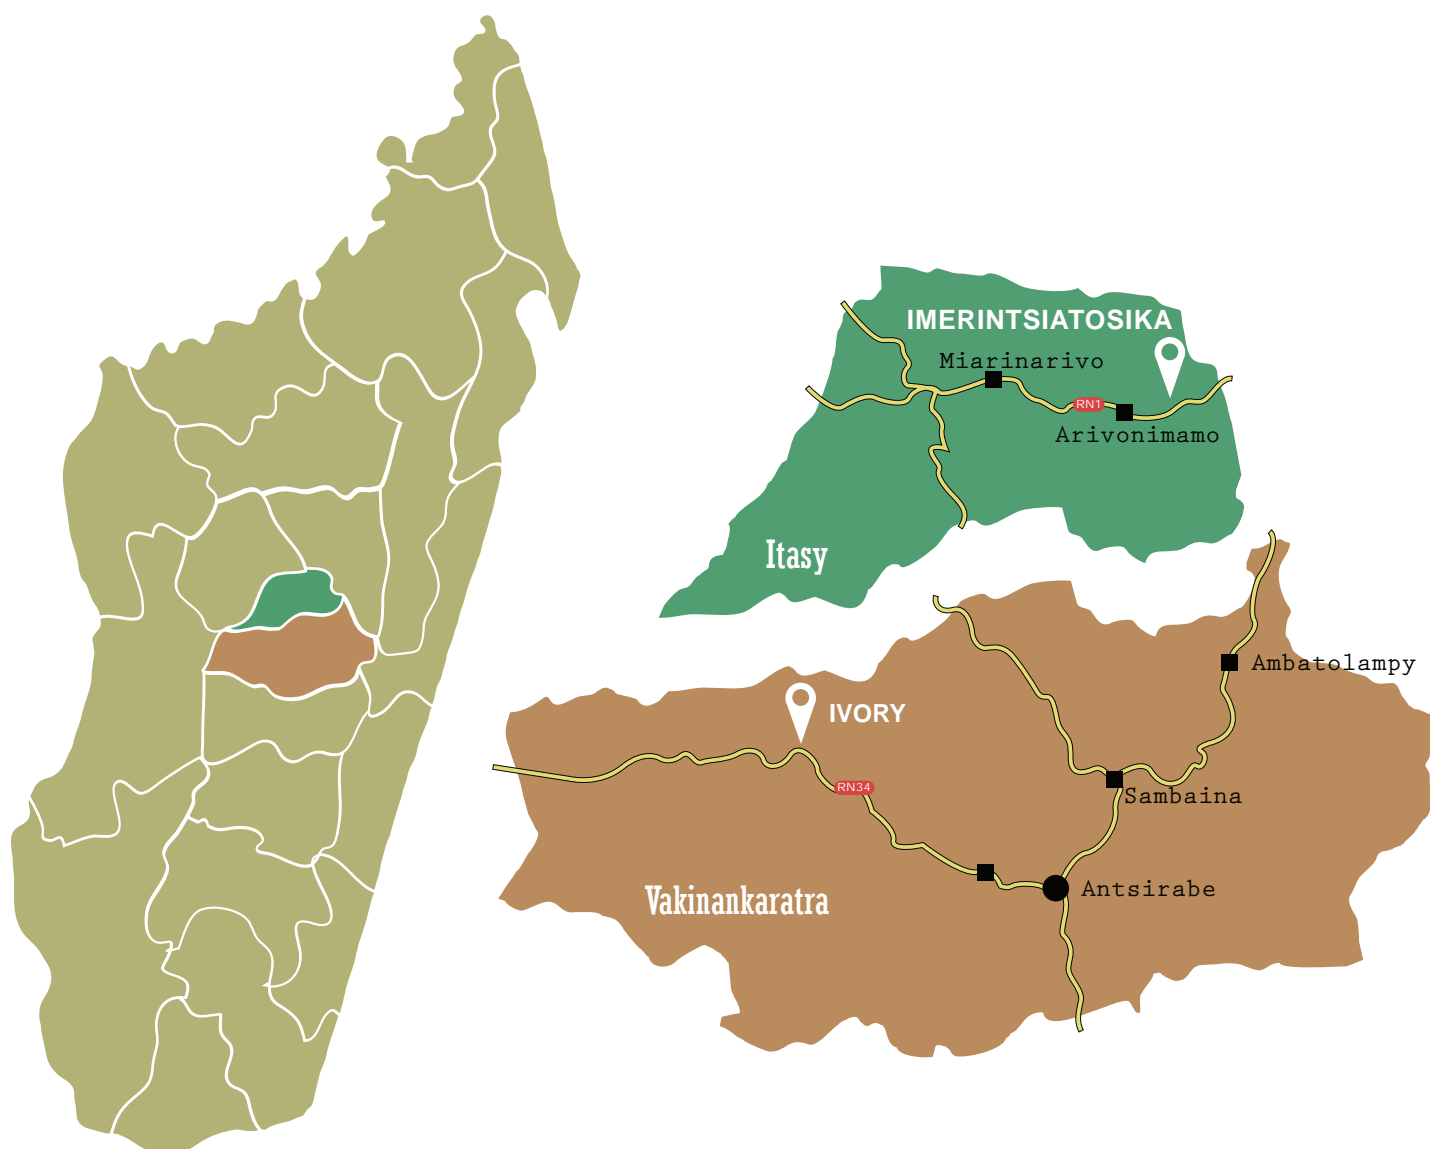 IMERINTSIATOSIKA
Miarinarivo
RN1
Arivonimamo
Itasy
Ambatolampy
IVORY
RN34
Sambaina
Vakinankaratra
Antsirabe